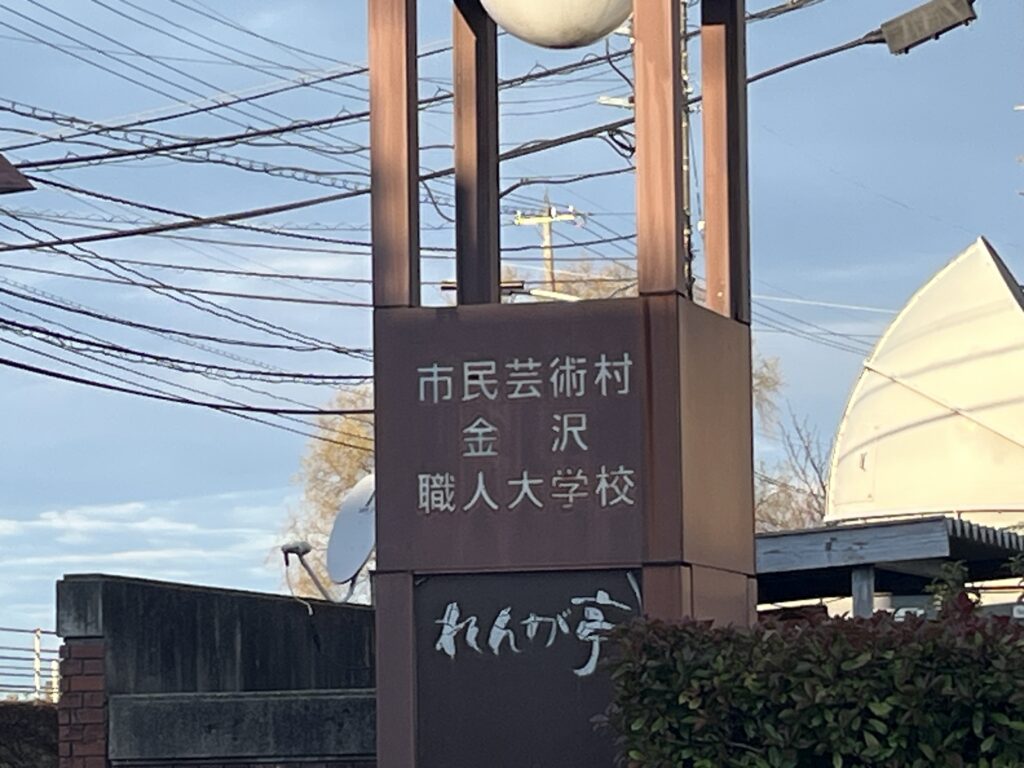 市民芸術村
金沢
職人大学校
れんが亭